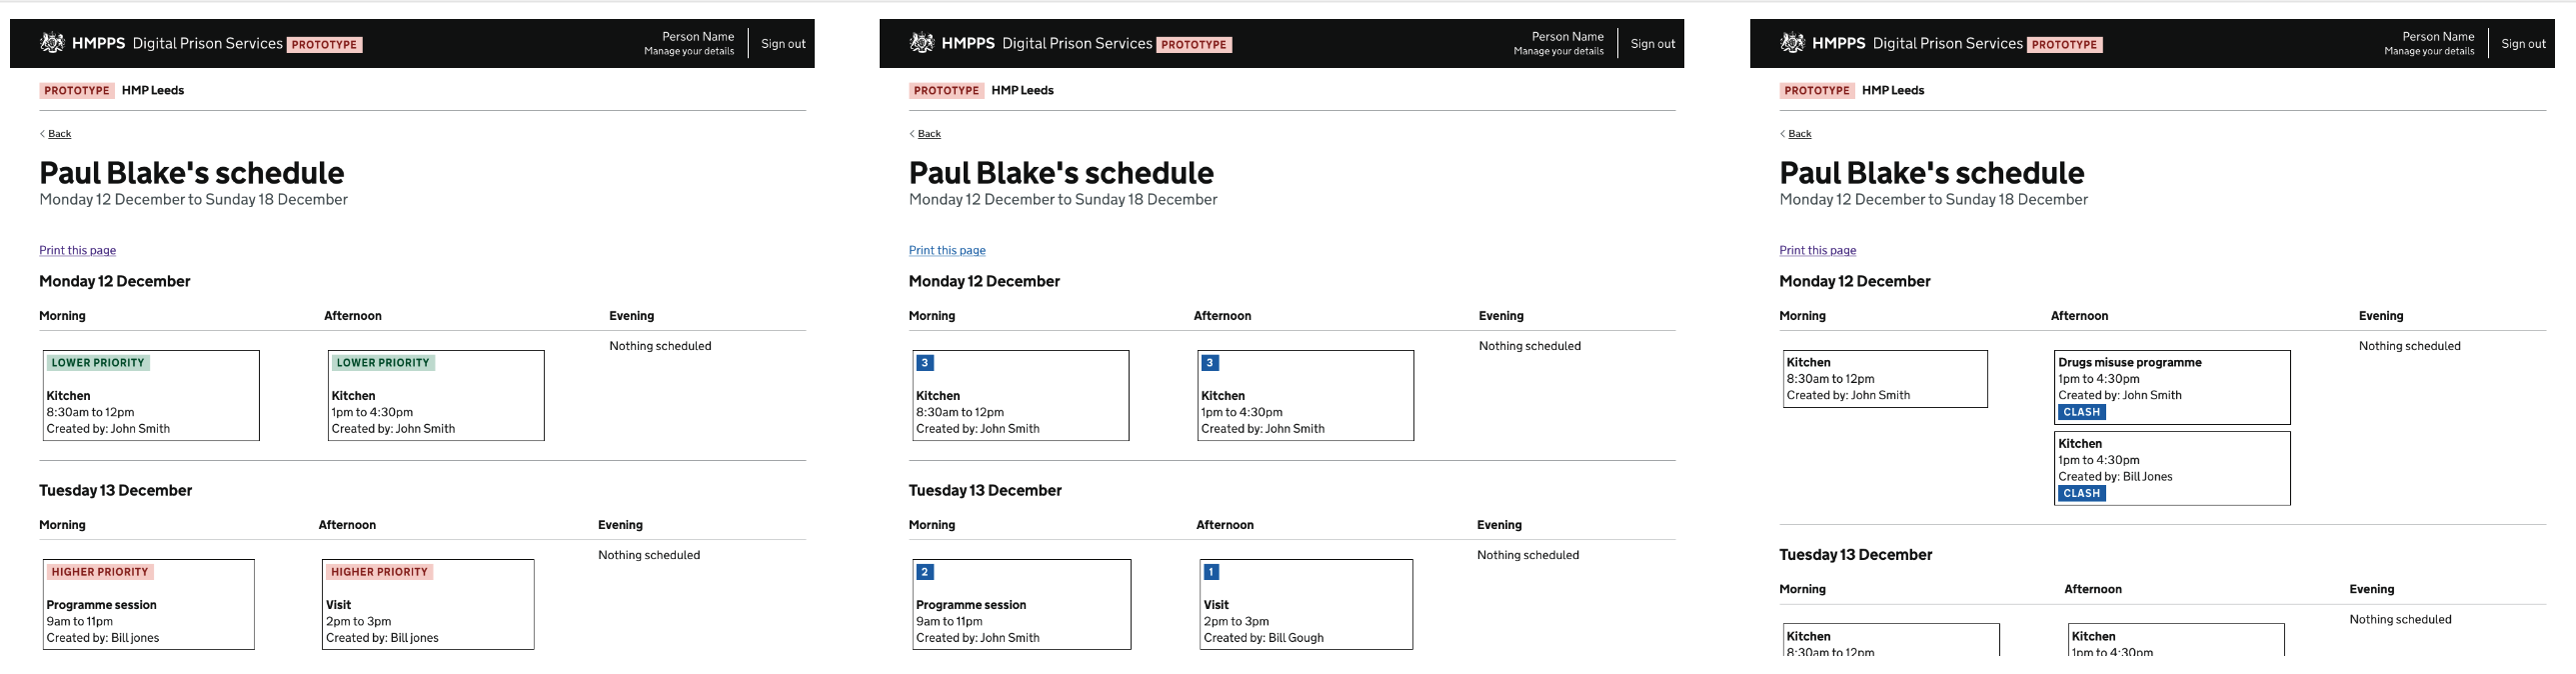 HMPPS Digital Prison Services PROTOTYPE Person Name Manage your details Sign out
PROTOTYPE HMP Leeds
Back
Paul Blake's schedule
Monday 12 December to Sunday 18 December
Print this page
Monday 12 December
Morning Afternoon Evening
LOWER PRIORITY
Kitchen
8:30am to 12pm
Created by: John Smith
LOWER PRIORITY
Kitchen
1pm to 4:30pm
Created by: John Smith
Nothing scheduled
Tuesday 13 December
Morning Afternoon Evening
HIGHER PRIORITY
Programme session
9am to 11pm
Created by: Bill jones
HIGHER PRIORITY
Visit
2pm to 3pm
Created by: Bill jones
Nothing scheduled
HMPPS Digital Prison Services PROTOTYPE Person Name Manage your details Sign out
PROTOTYPE HMP Leeds
Back
Paul Blake's schedule
Monday 12 December to Sunday 18 December
Print this page
Monday 12 December
Morning Afternoon Evening
3
Kitchen
8:30am to 12pm
Created by: John Smith
3
Kitchen
1pm to 4:30pm
Created by: John Smith
Nothing scheduled
Tuesday 13 December
Morning Afternoon Evening
2
Programme session
9am to 11pm
Created by: John Smith
1
Visit
2pm to 3pm
Created by: Bill Gough
Nothing scheduled
HMPPS Digital Prison Services PROTOTYPE Person Name Manage your details Sign out
PROTOTYPE HMP Leeds
Back
Paul Blake's schedule
Monday 12 December to Sunday 18 December
Print this page
Monday 12 December
Morning Afternoon Evening
Kitchen
8:30am to 12pm
Created by: John Smith
Drugs misuse programme
1pm to 4:30pm
Created by: John Smith
CLASH
Kitchen
1pm to 4:30pm
Created by: Bill Jones
CLASH
Nothing scheduled
Tuesday 13 December
Morning Afternoon Evening
Kitchen
8:30am to 12pm
Kitchen
1pm to 4:30pm
Nothing scheduled